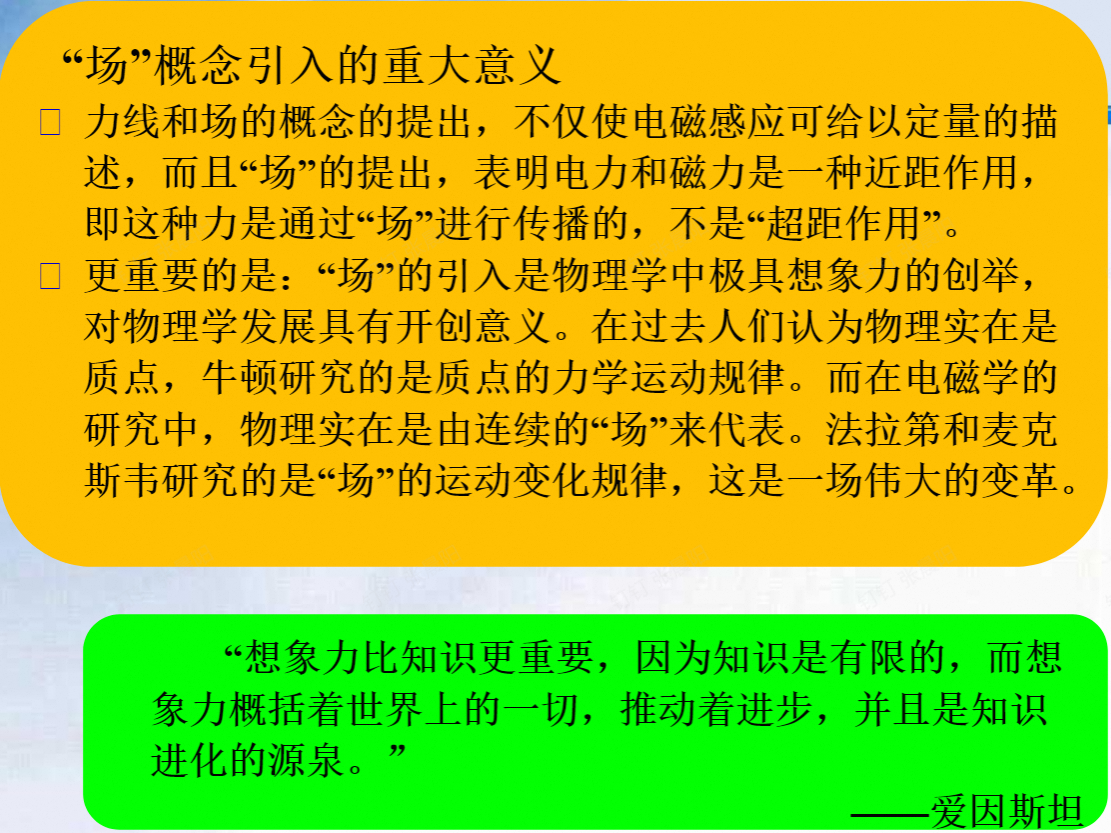 “场”概念引入的重大意义
力线和场的概念的提出，不仅使电磁感应可给以定量的描
述，而且“场”的提出，表明电力和磁力是一种近距作用，
即这种力是通过“场”进行传播的，不是“超距作用”。
更重要的是：“场”的引入是物理学中极具想象力的创举，
对物理学发展具有开创意义。在过去人们认为物理实在是
质点，牛顿研究的是质点的力学运动规律。而在电磁学的
研究中，物理实在是由连续的“场”来代表。法拉第和麦克
斯韦研究的是“场”的运动变化规律，这是一场伟大的变革。
“想象力比知识更重要，因为知识是有限的，而想
象力概括着世界上的一切，推动着进步，并且是知识
进化的源泉。”
——爱因斯坦